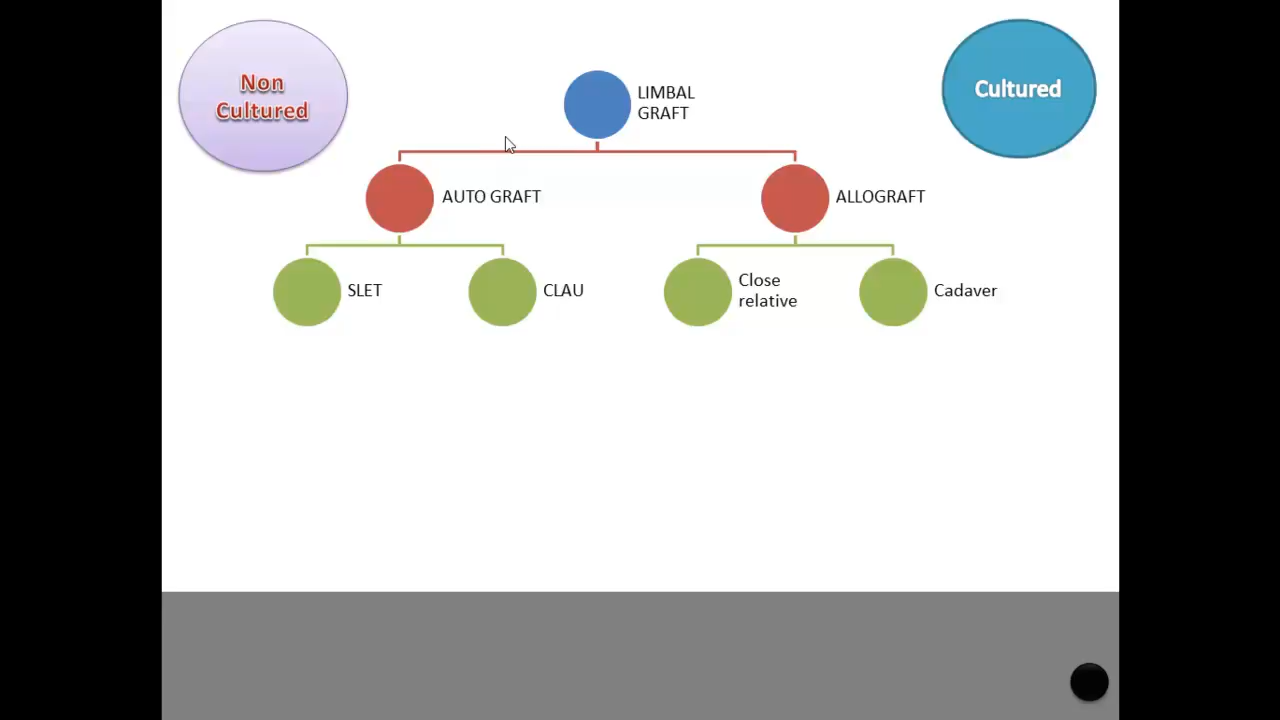 Non
Cultured
LIMBAL
GRAFT
Cultured
AUTO GRAFT
ALLOGRAFT
SLET
CLAU
Close
relative
Cadaver